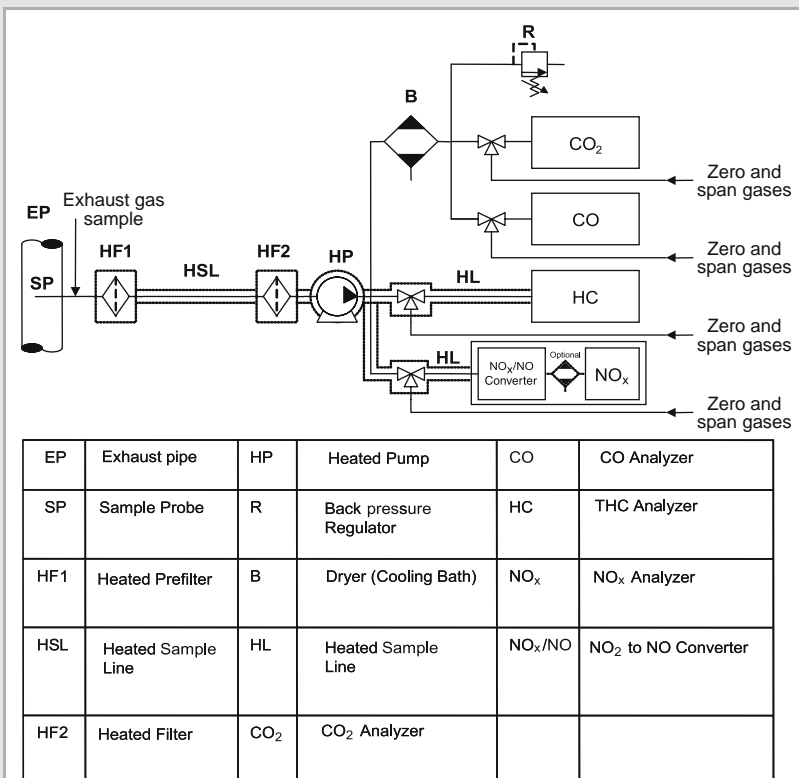 R
B
CO₂
Zero and
span gases
Exhaust gas
sample
EP
CO
HF1
HSL
HF2
HP
Zero and
span gases
SP
HL
HC
Zero and
span gases
HL
NOX/NO
Converter
Optional
NOX
Zero and
span gases
EP Exhaust pipe HP Heated Pump CO CO Analyzer
SP Sample Probe R Back pressure HC THC Analyzer
Regulator
HF1 Heated Prefilter B Dryer (Cooling Bath) NOx NOx Analyzer
HSL Heated Sample HL Heated Sample NOx/NO NO₂ to NO Converter
Line Line
HF2 Heated Filter CO₂ CO₂ Analyzer